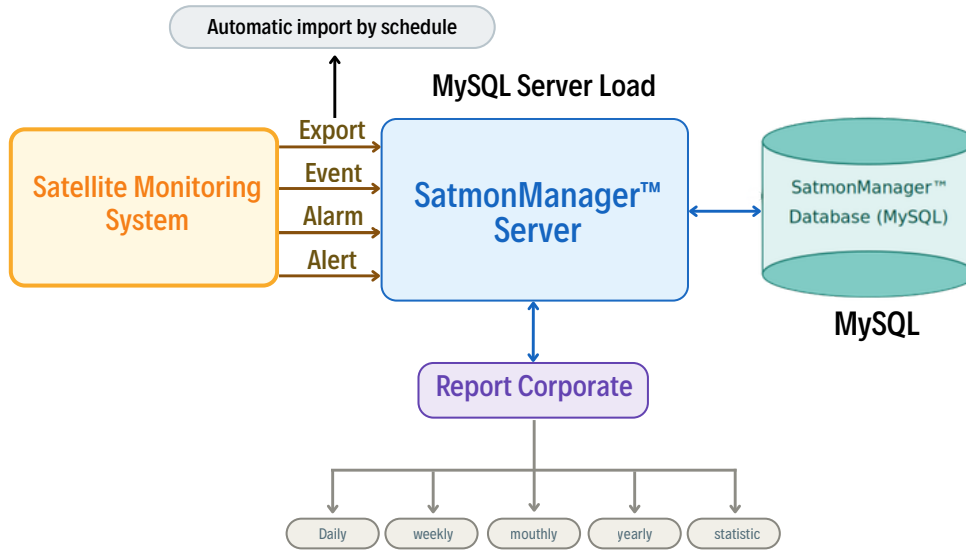 Automatic import by schedule
MySQL Server Load
Export
Event
Alarm
Alert
Satellite Monitoring
System
SatmonManager™
Server
SatmonManager™
Database (MySQL)
MySQL
Report Corporate
Daily
weekly
mouthly
yearly
statistic